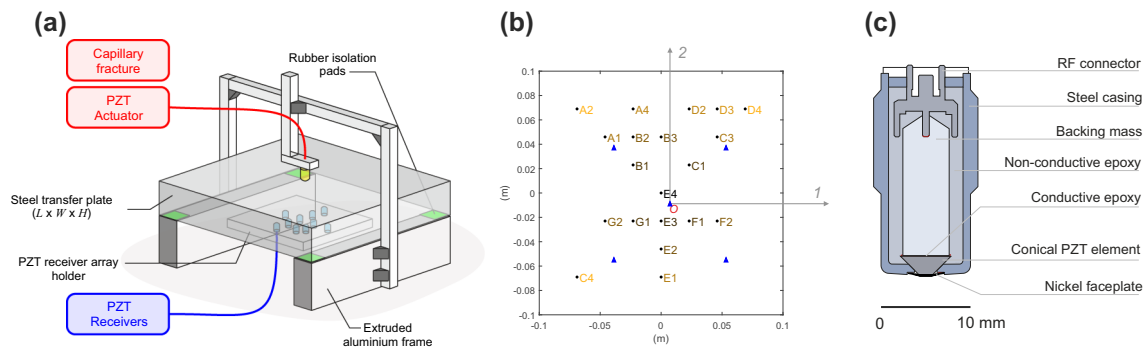 (a)
Capillary
fracture
PZT
Actuator
Rubber isolation
pads
Steel transfer plate
(L x W x H)
PZT receiver array
holder
PZT
Receivers
Extruded
aluminium frame
(b)
2
0.1
0.08
0.06
0.04
0.02
0
-0.02
-0.04
-0.06
-0.08
-0.1
(m)
A2
A4
D2
D3
D4
A1
B2
B3
C3
B1
C1
E4
1
G2
G1
E3
F1
F2
E2
C4
E1
-0.1
-0.05
0
0.05
0.1
(m)
(c)
RF connector
Steel casing
Backing mass
Non-conductive epoxy
Conductive epoxy
Conical PZT element
Nickel faceplate
0
10 mm